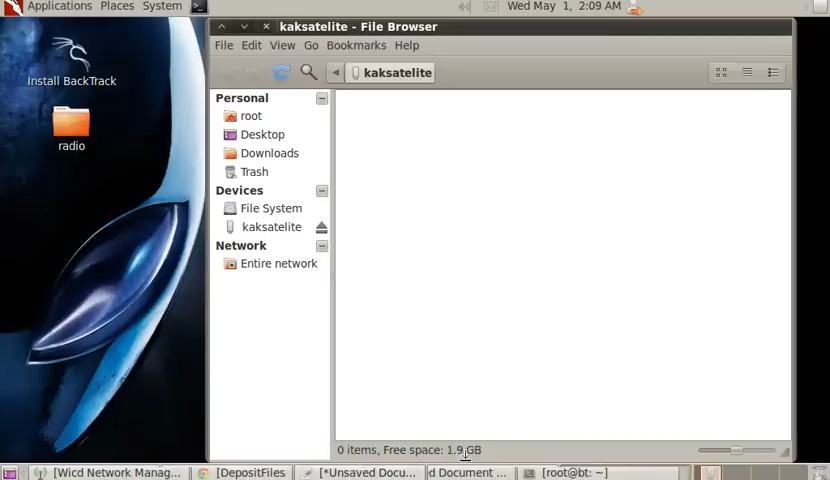 Applications Places System
Wed May 1, 2:09 AM
Install BackTrack
radio
kaksatelite - File Browser
File Edit View Go Bookmarks Help
kaksatelite
Personal
root
Desktop
Downloads
Trash
Devices
File System
kaksatelite
Network
Entire network
0 items, Free space: 1.9 GB
[Wicd Network Manag... [DepositFiles [*Unsaved Docu... d Document ... [root@bt: ~]